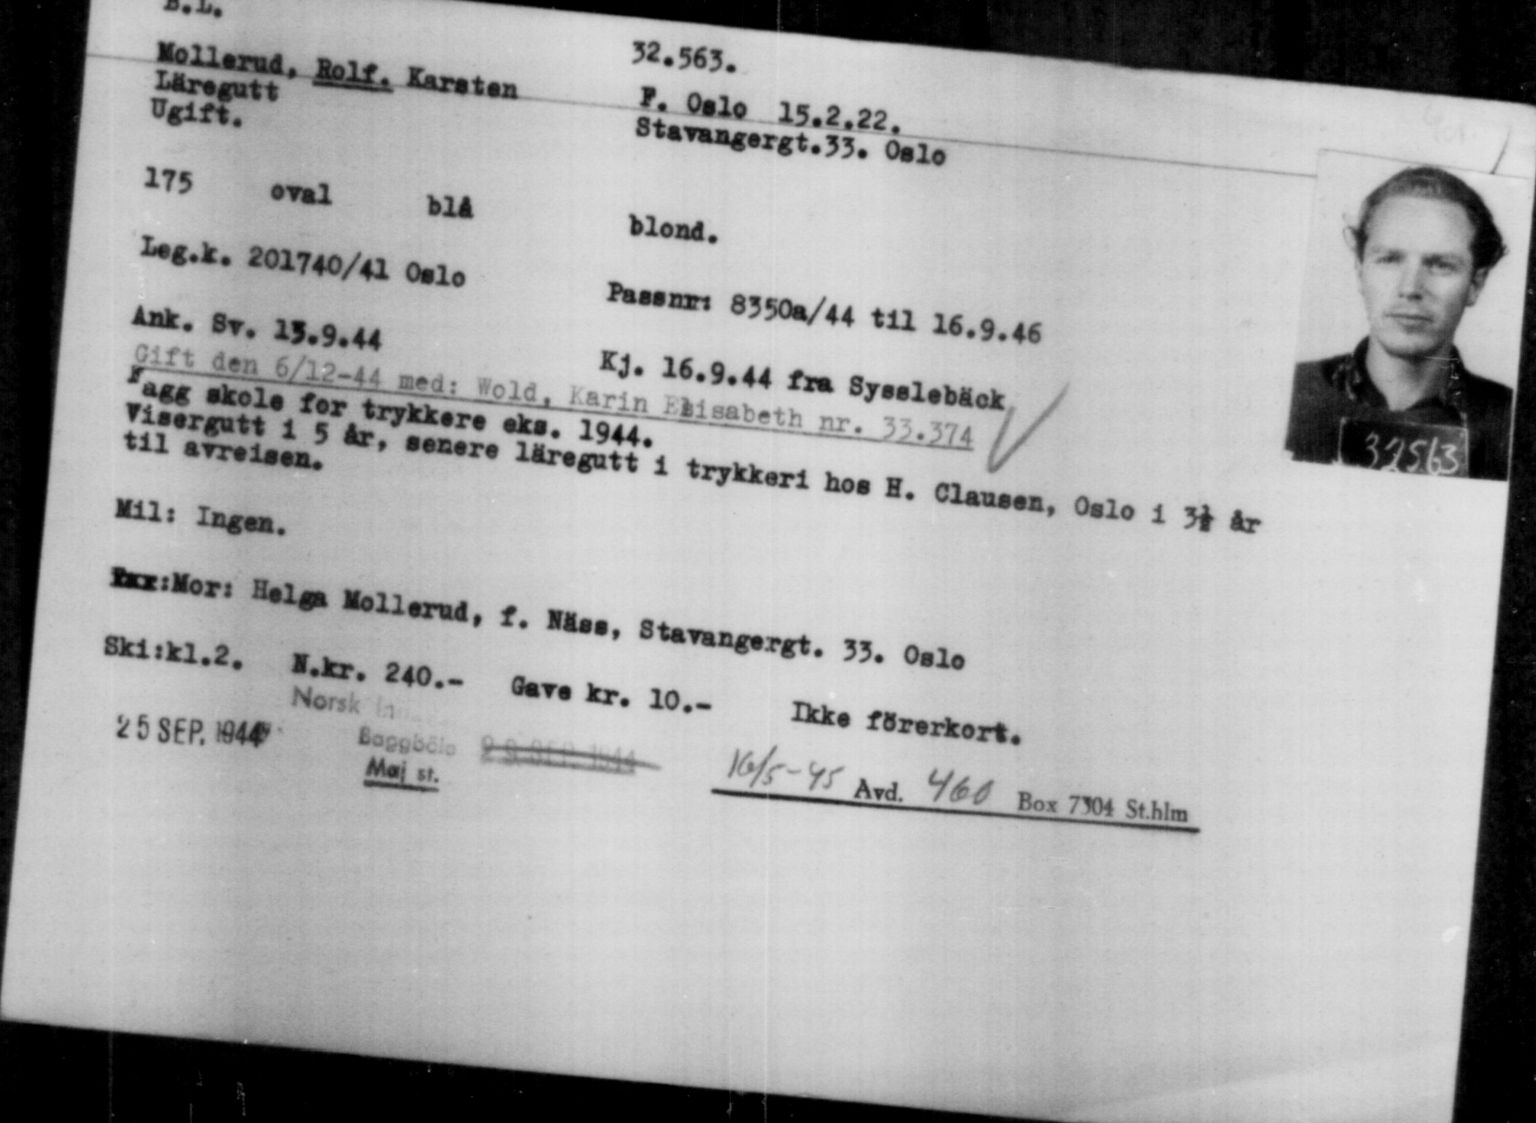 B.L.
32.563.
Mollerud, Rolf. Karsten
F. Oslo 15.2.22.
Läregutt
Stavangergt.33. Oslo
Ugift.
175 oval blå blond.
Leg.k. 201740/41 Oslo
Passnr: 8350a/44 til 16.9.46
Ank. Sv. 13.9.44
Kj. 16.9.44 fra Sysslebäck
Gift den 6/12-44 med: Wold, Karin Elisabeth nr. 33.374
Fagg skole for trykkere eks. 1944.
Visergutt i 5 år, senere läregutt i trykkeri hos H. Clausen, Oslo i 3½ år
til avreisen.
Mil: Ingen.
Mor: Helga Mollerud, f. Näss, Stavangergt. 33. Oslo
Ski:kl.2. N.kr. 240.- Gave kr. 10.- Ikke förerkort.
Norsk
25 SEP. 1944
Baggböle
Maj st.
16/5-45 Avd. 460 Box 7304 St.hlm
32563